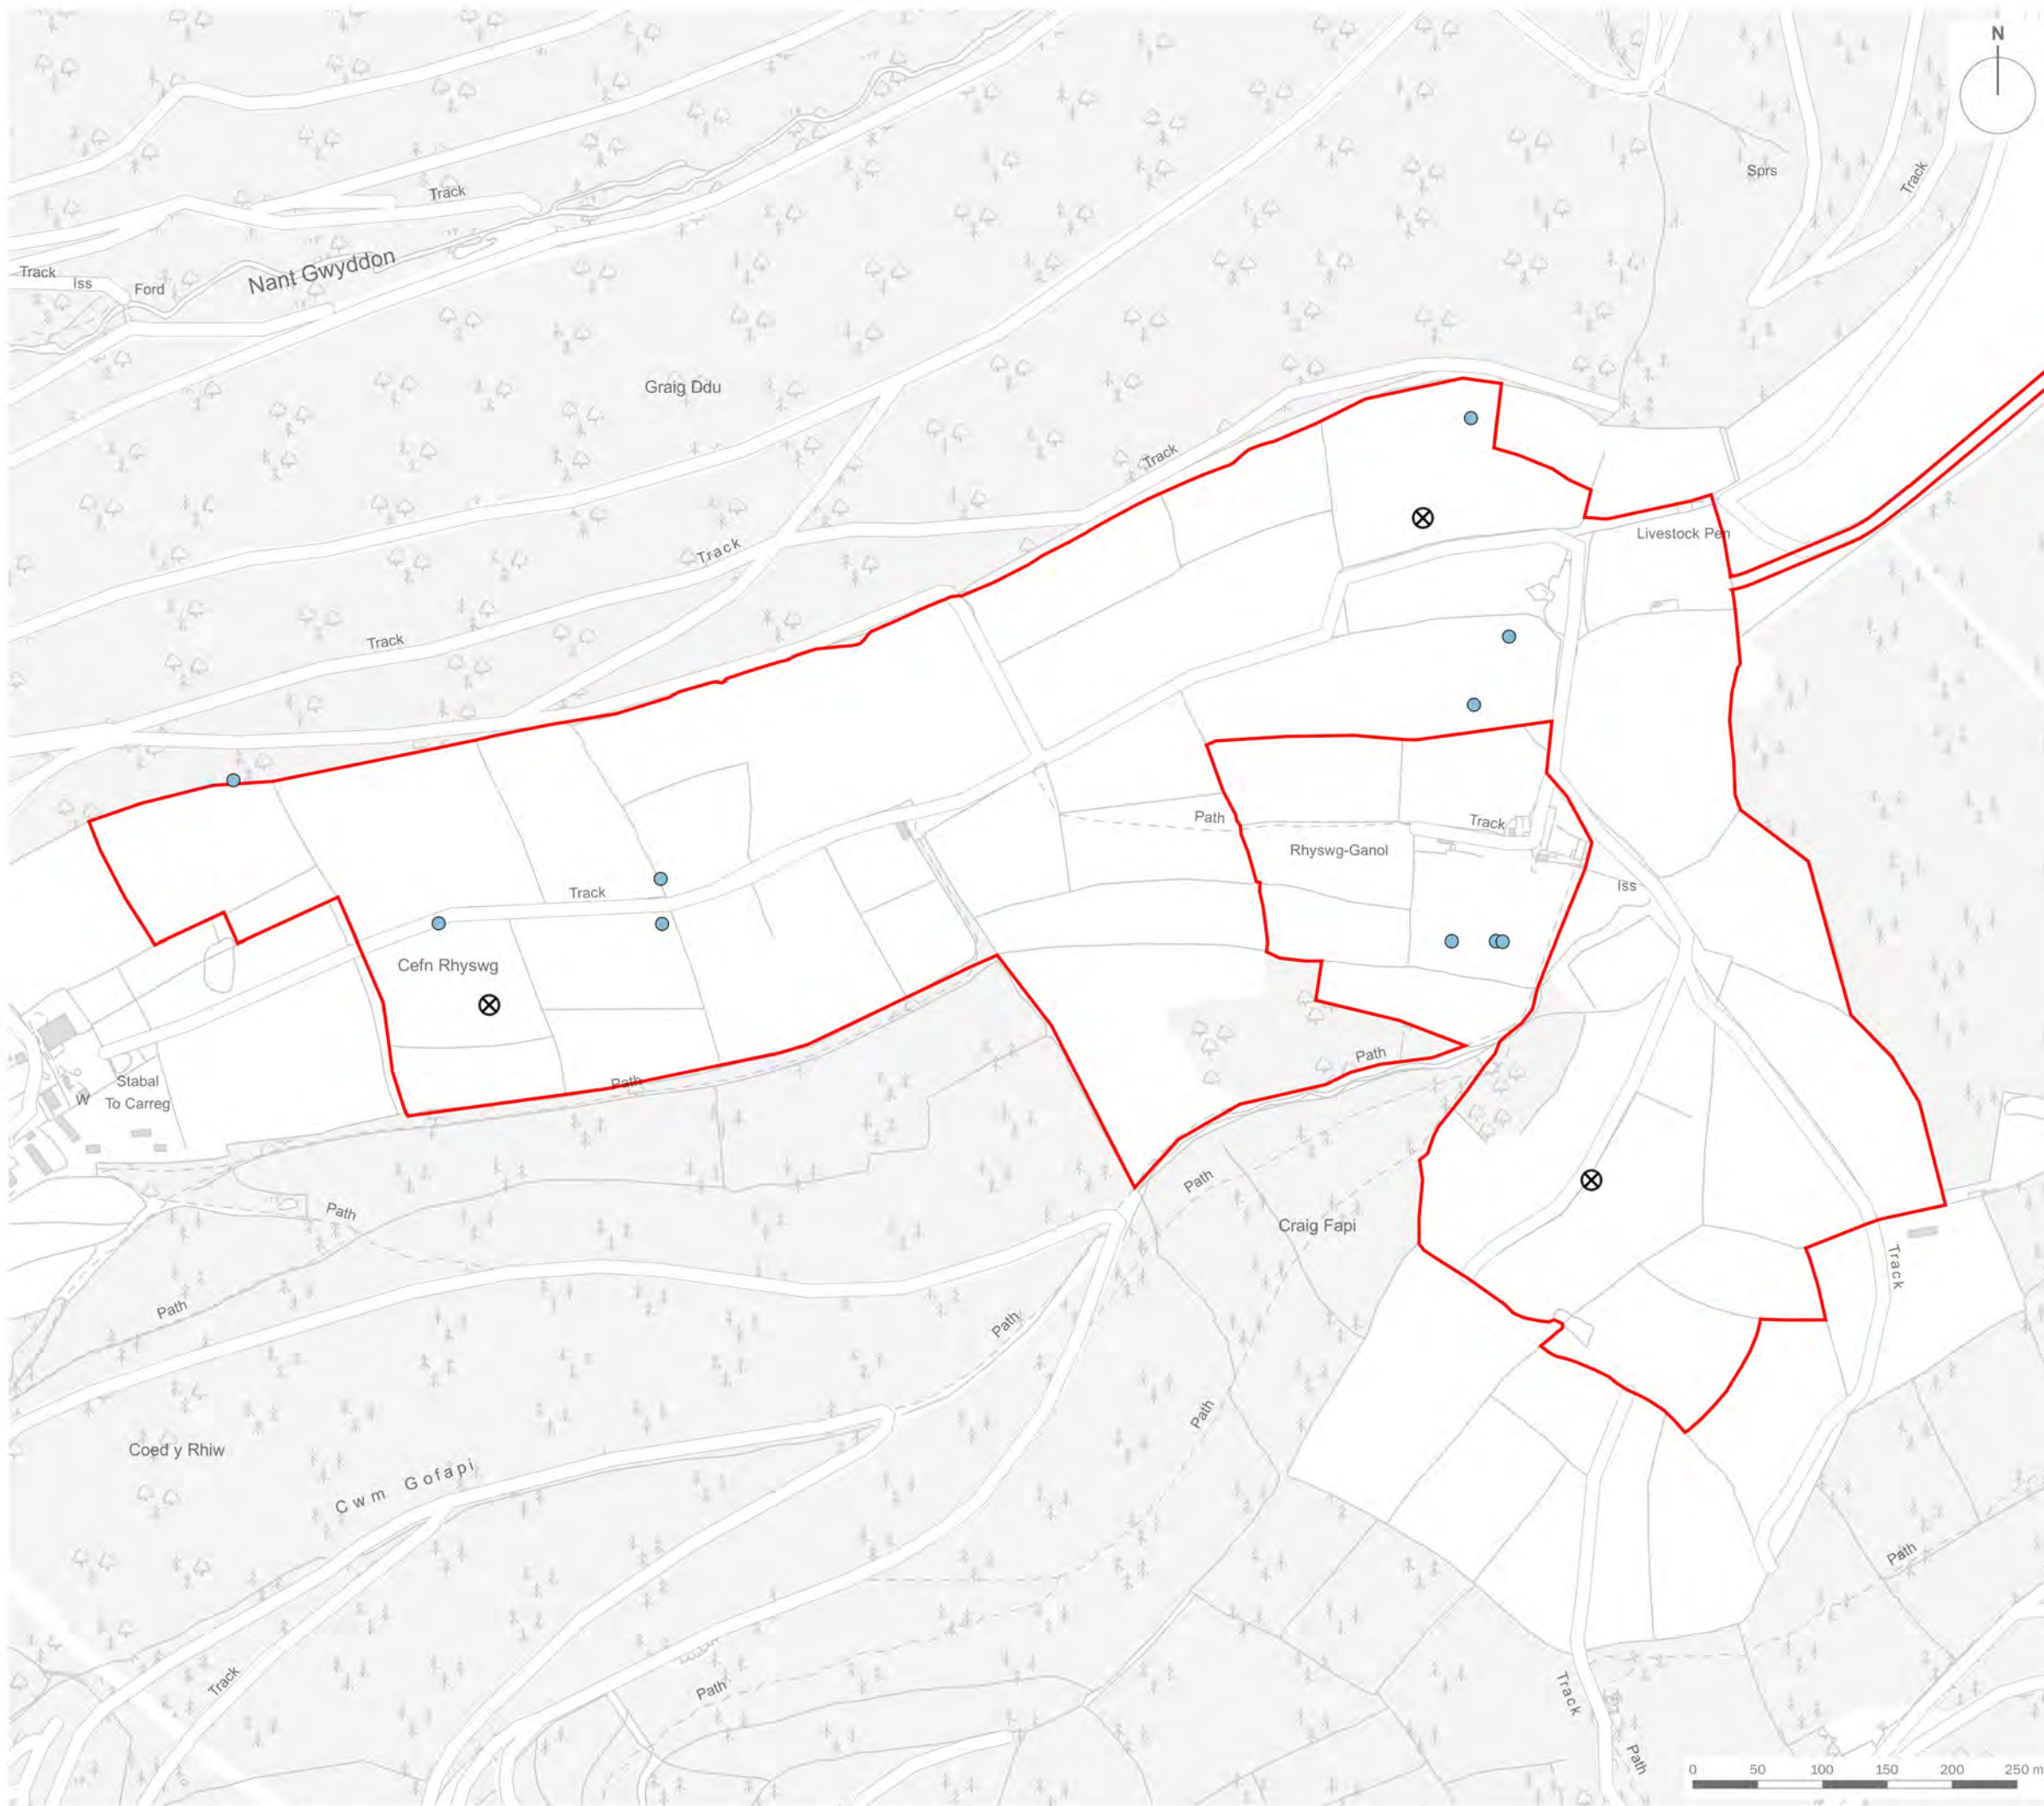 N
Sprs
Track
Track
Nant Gwyddon
Track
Iss
Ford
Graig Ddu
Track
Livestock Pen
Track
Track
Path
Track
Rhyswg-Ganol
Iss
Track
Cefn Rhyswg
Stabal
To Carreg
W
Path
Path
Path
Craig Fapi
Path
Path
Path
Track
Path
Coed y Rhiw
Cwm Gofapi
Path
Track
Path
Track
Path
0 50 100 150 200 250 m